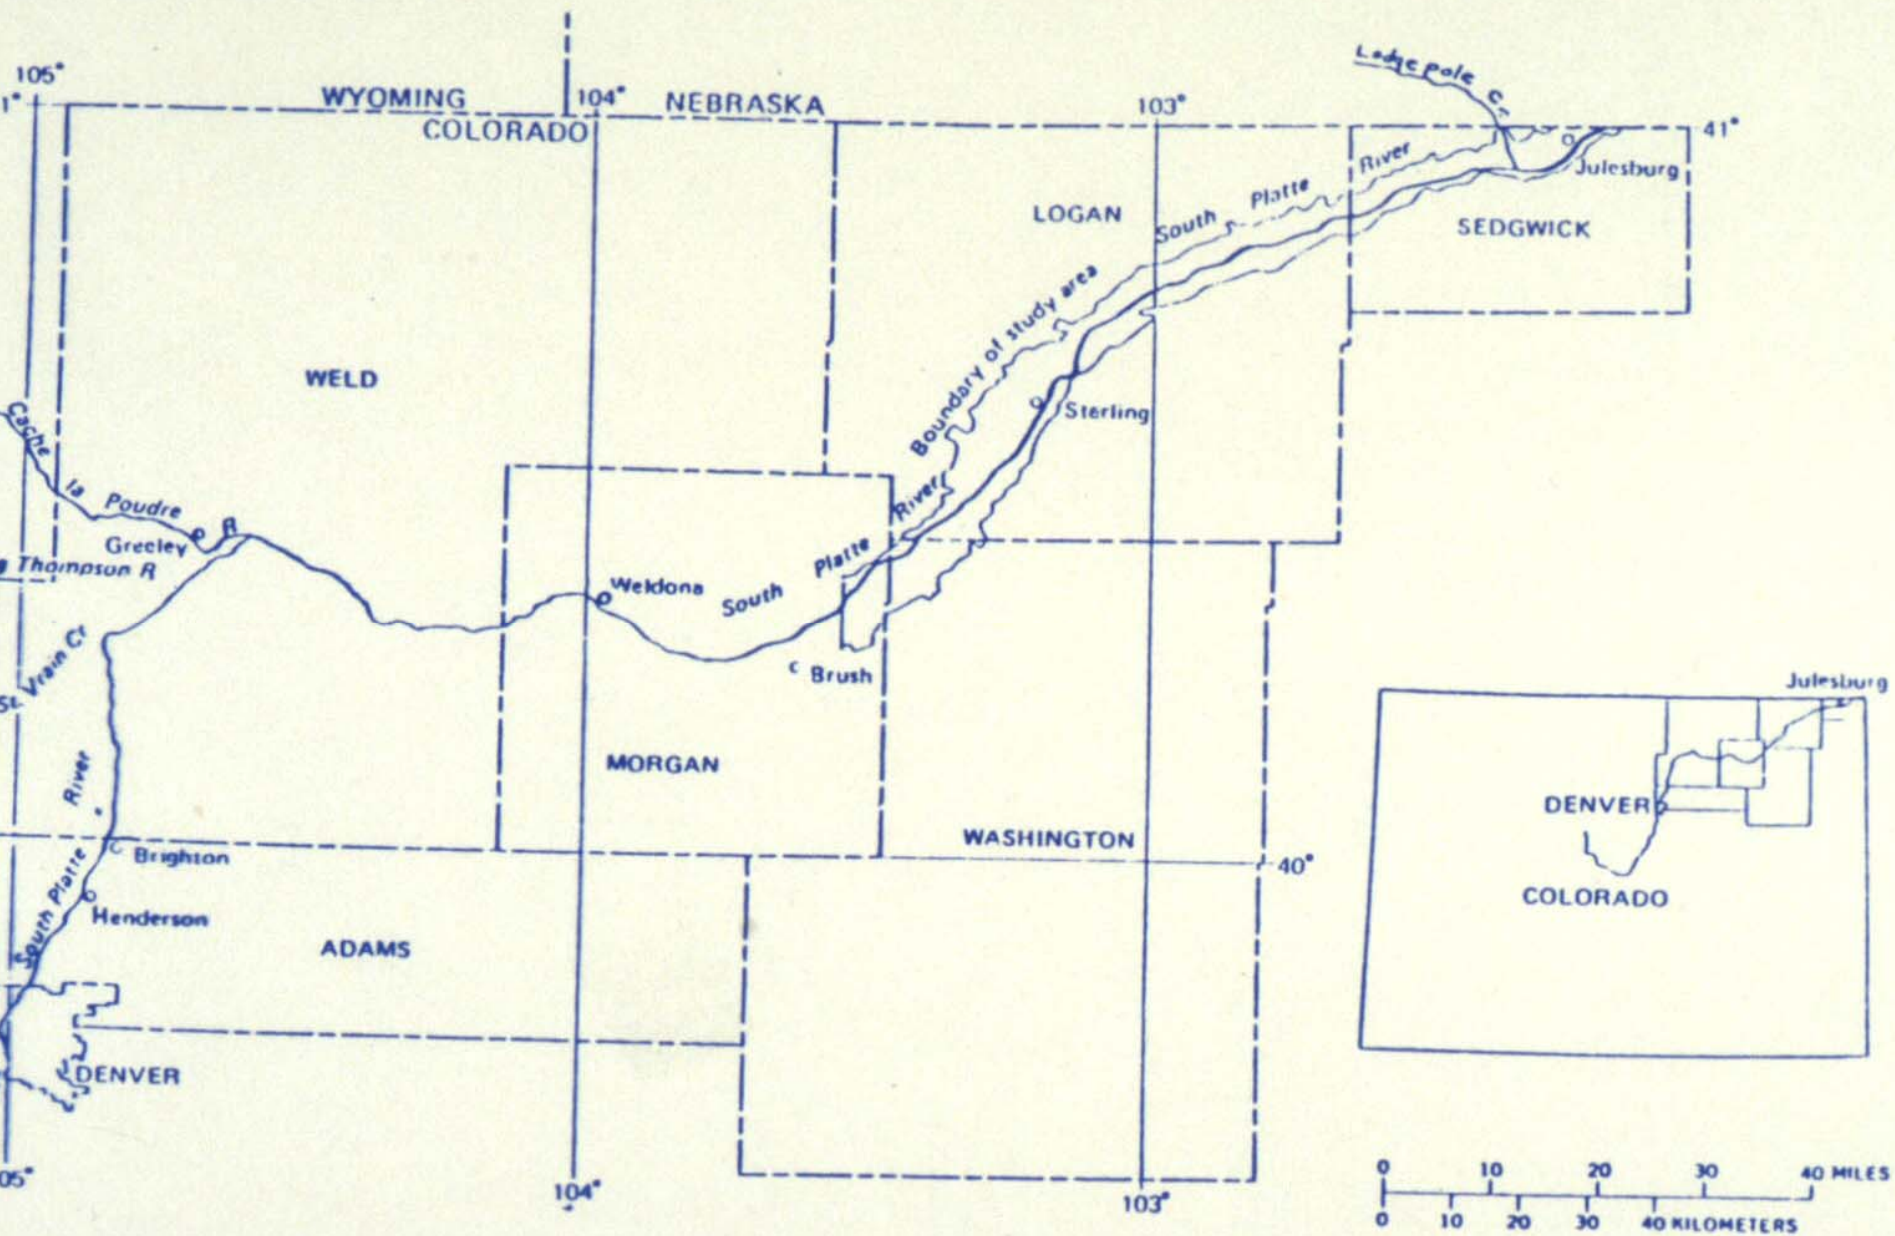 105°
1°
WYOMING
104°
NEBRASKA
COLORADO
103°
Lodge pole Cr
41°
Julesburg
SEDGWICK
South Platte River
LOGAN
Boundary of study area
WELD
Sterling
Cache la Poudre R
Greeley
Thompson R
Weldona
South Platte River
St Vrain Cr
Brush
MORGAN
WASHINGTON
40°
South Platte River
Brighton
Henderson
ADAMS
DENVER
05°
104°
103°
Julesburg
DENVER
COLORADO
0 10 20 30 40 MILES
0 10 20 30 40 KILOMETERS